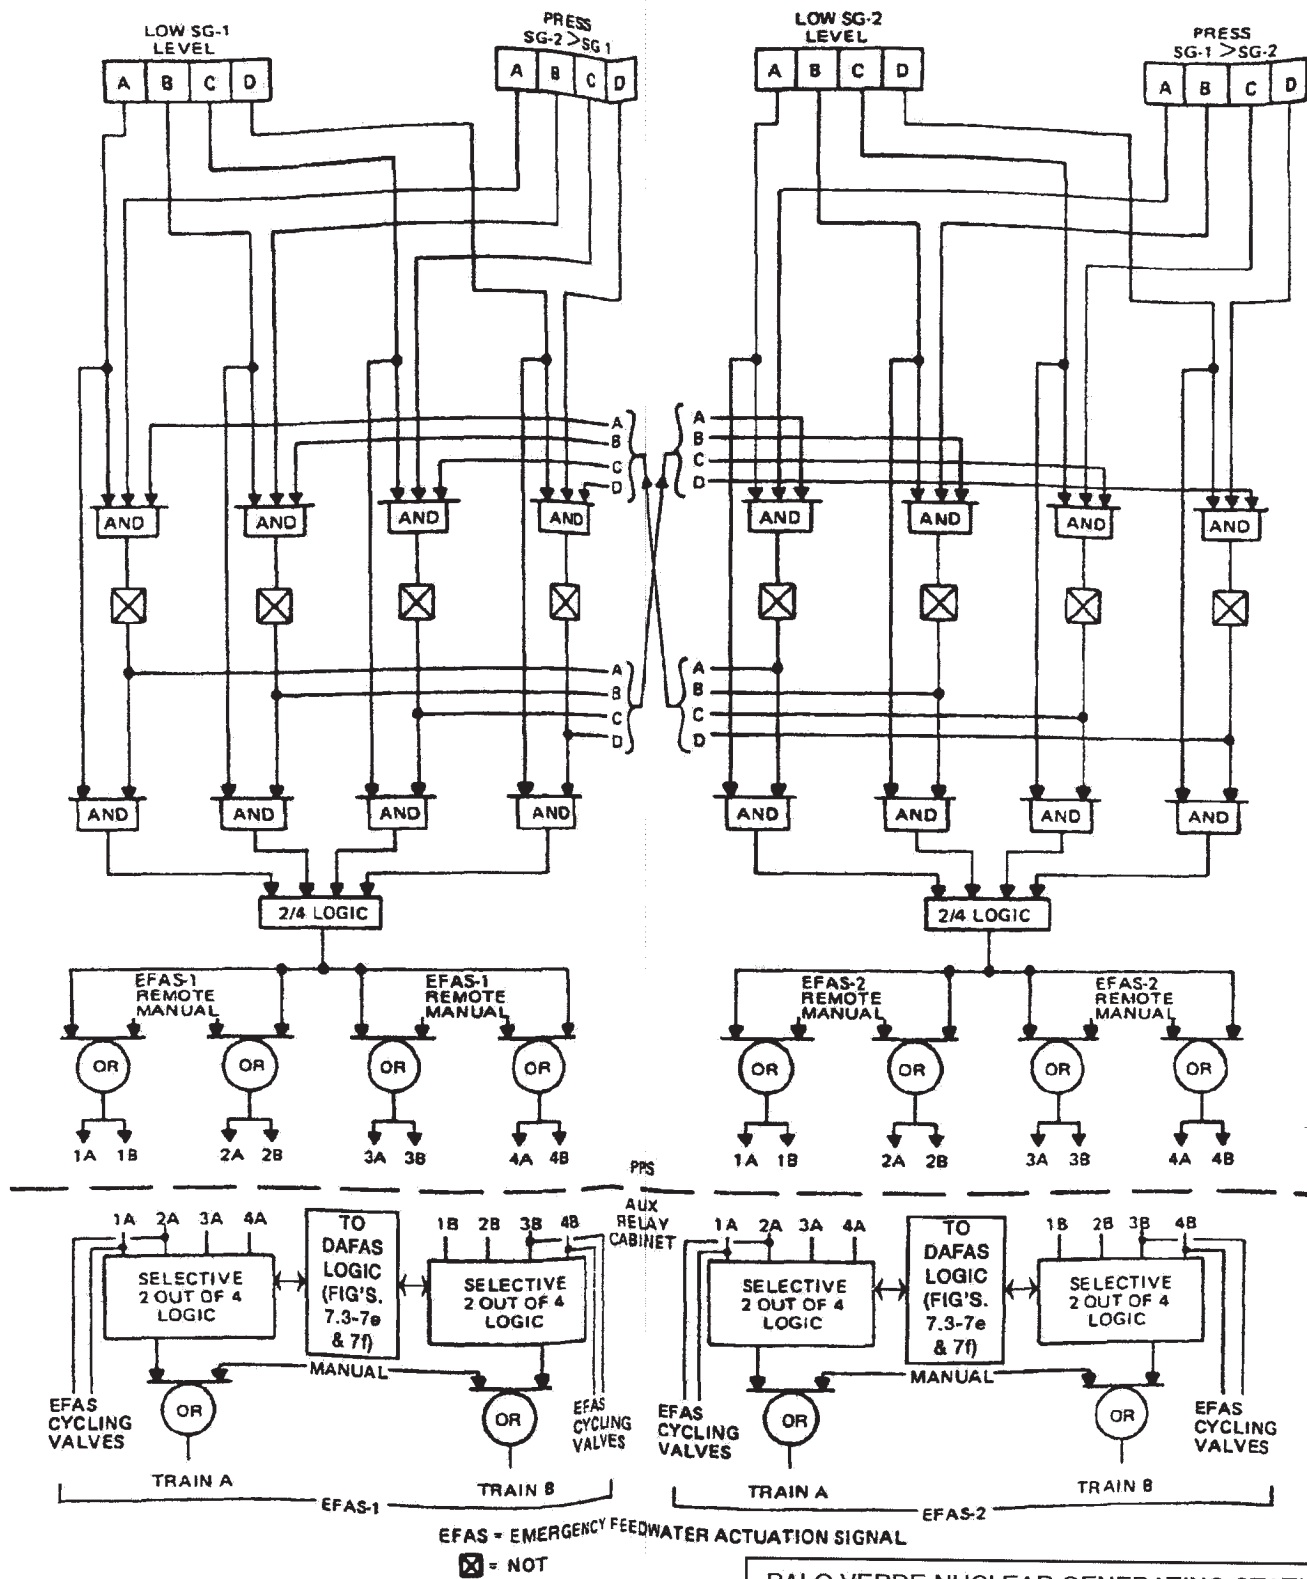 LOW SG-1
LEVEL
A B C D
PRESS
SG-2 > SG 1
A B C D
LOW SG-2
LEVEL
A B C D
PRESS
SG-1 > SG-2
A B C D
A
B
C
D
A
B
C
D
AND AND AND AND
AND AND AND AND
A
B
C
D
A
B
C
D
AND AND AND AND
AND AND AND AND
2/4 LOGIC
2/4 LOGIC
EFAS-1
REMOTE
MANUAL
EFAS-1
REMOTE
MANUAL
EFAS-2
REMOTE
MANUAL
EFAS-2
REMOTE
MANUAL
OR OR OR OR
OR OR OR OR
1A 1B 2A 2B 3A 3B 4A 4B
1A 1B 2A 2B 3A 3B 4A 4B
PPS
AUX
RELAY
CABINET
1A 2A 3A 4A
SELECTIVE
2 OUT OF 4
LOGIC
TO
DAFAS
LOGIC
(FIG'S.
7.3-7e
& 7f)
1B 2B 3B 4B
SELECTIVE
2 OUT OF 4
LOGIC
1A 2A 3A 4A
SELECTIVE
2 OUT OF 4
LOGIC
TO
DAFAS
LOGIC
(FIG'S.
7.3-7e
& 7f)
1B 2B 3B 4B
SELECTIVE
2 OUT OF 4
LOGIC
MANUAL
MANUAL
EFAS
CYCLING
VALVES
OR
OR
EFAS
CYCLING
VALVES
EFAS
CYCLING
VALVES
OR
OR
EFAS
CYCLING
VALVES
TRAIN A
TRAIN B
TRAIN A
TRAIN B
EFAS-1
EFAS-2
EFAS = EMERGENCY FEEDWATER ACTUATION SIGNAL
= NOT